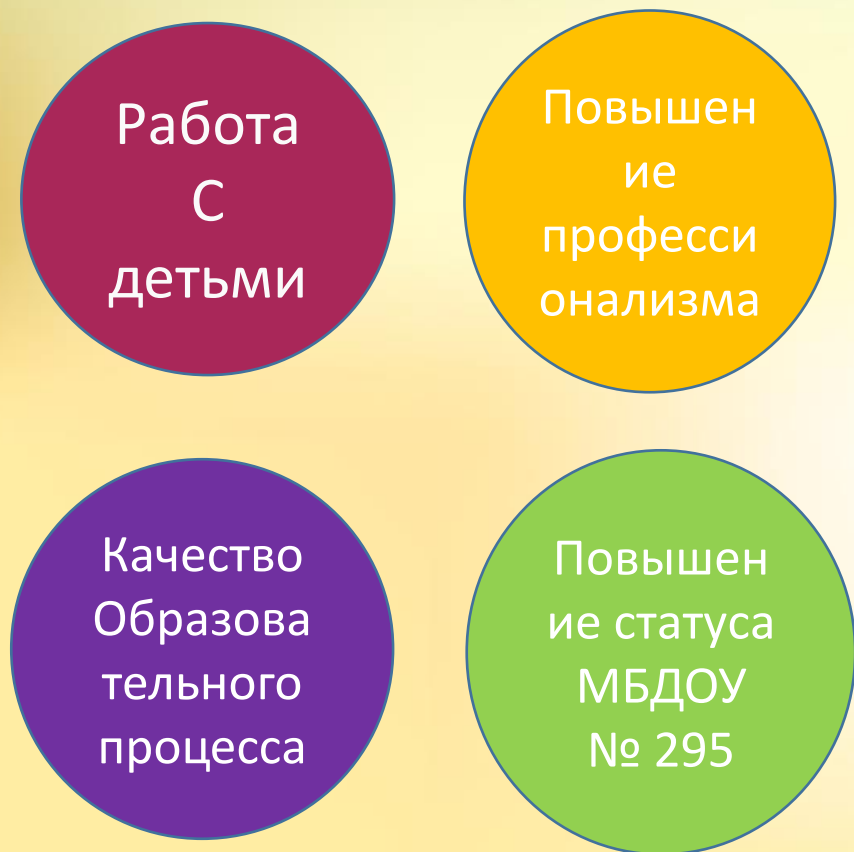 Работа
С
детьми
Повышен
ие
професси
онализма
Качество
Образова
тельного
процесса
Повышен
ие статуса
МБДОУ
№ 295